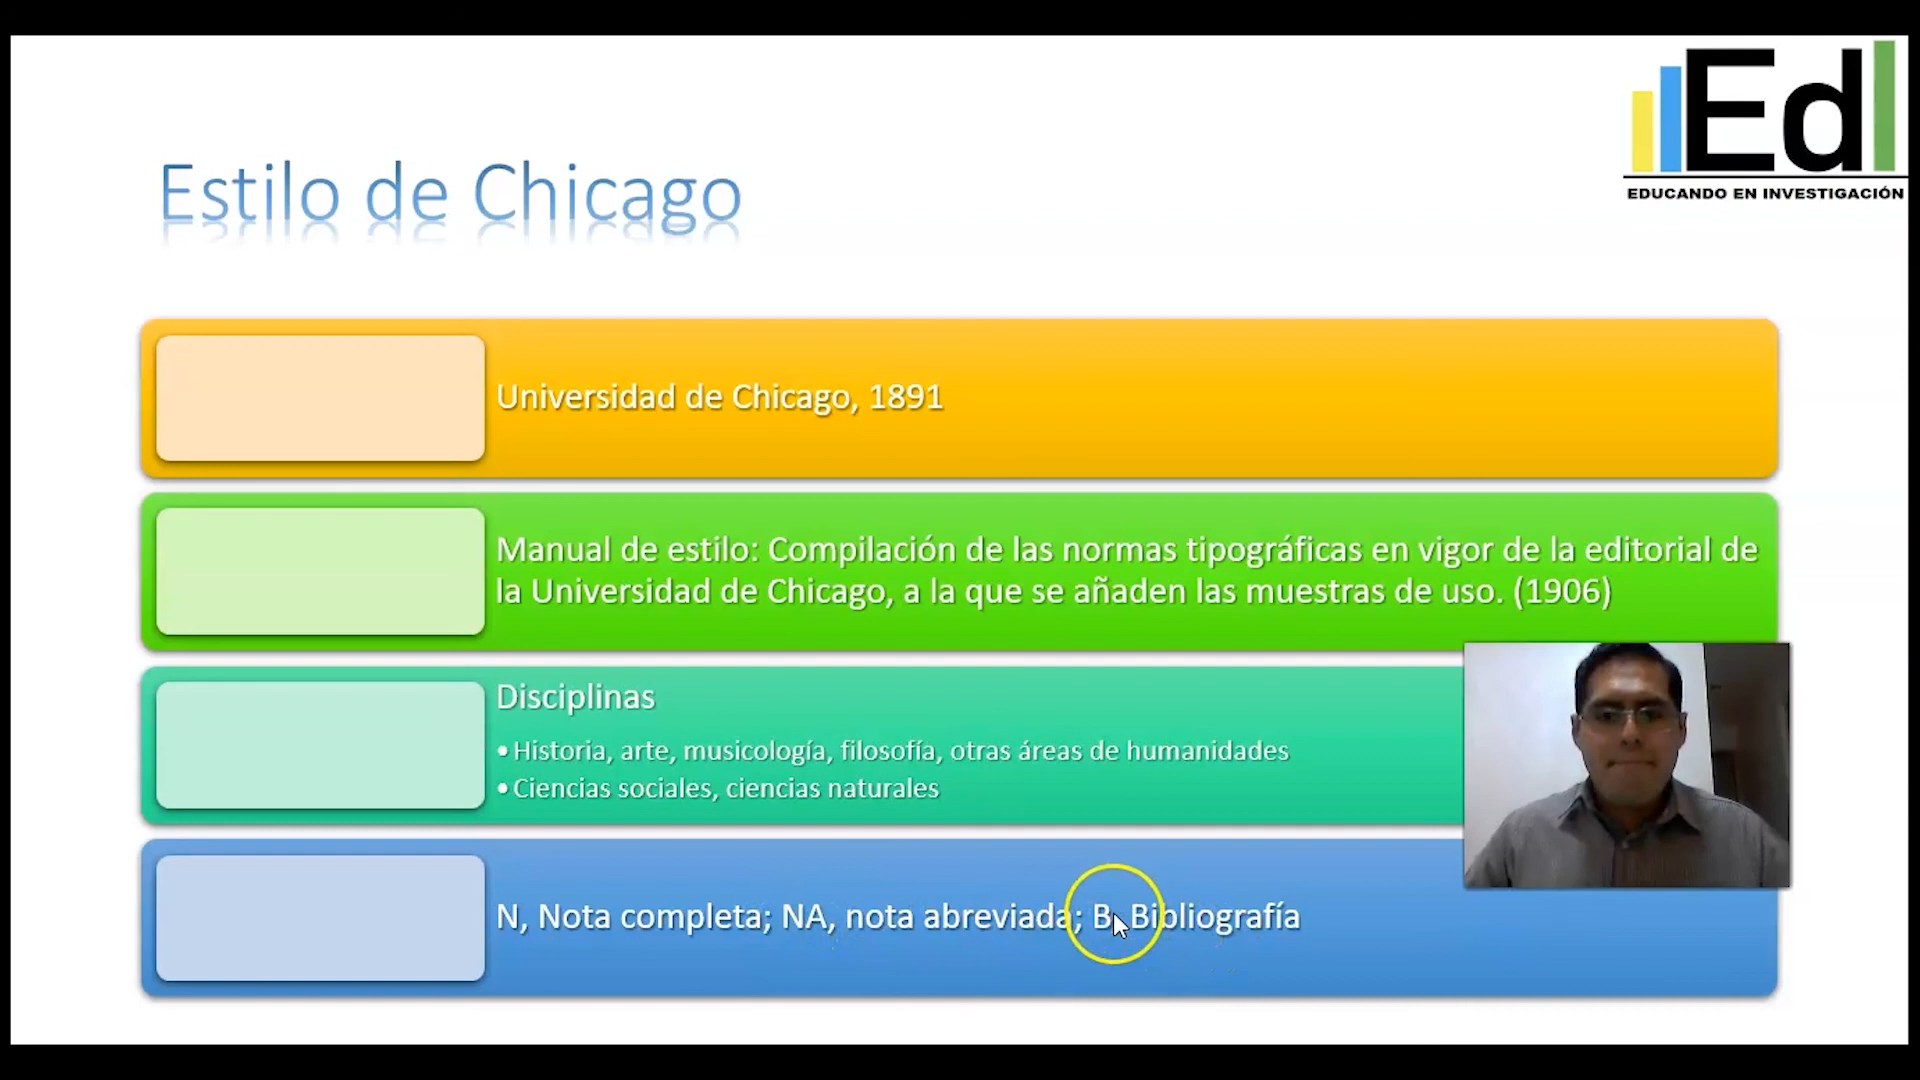 EdI
EDUCANDO EN INVESTIGACIÓN
Estilo de Chicago
Universidad de Chicago, 1891
Manual de estilo: Compilación de las normas tipográficas en vigor de la editorial de
la Universidad de Chicago, a la que se añaden las muestras de uso. (1906)
Disciplinas
• Historia, arte, musicología, filosofía, otras áreas de humanidades
• Ciencias sociales, ciencias naturales
N, Nota completa; NA, nota abreviada; B, Bibliografía